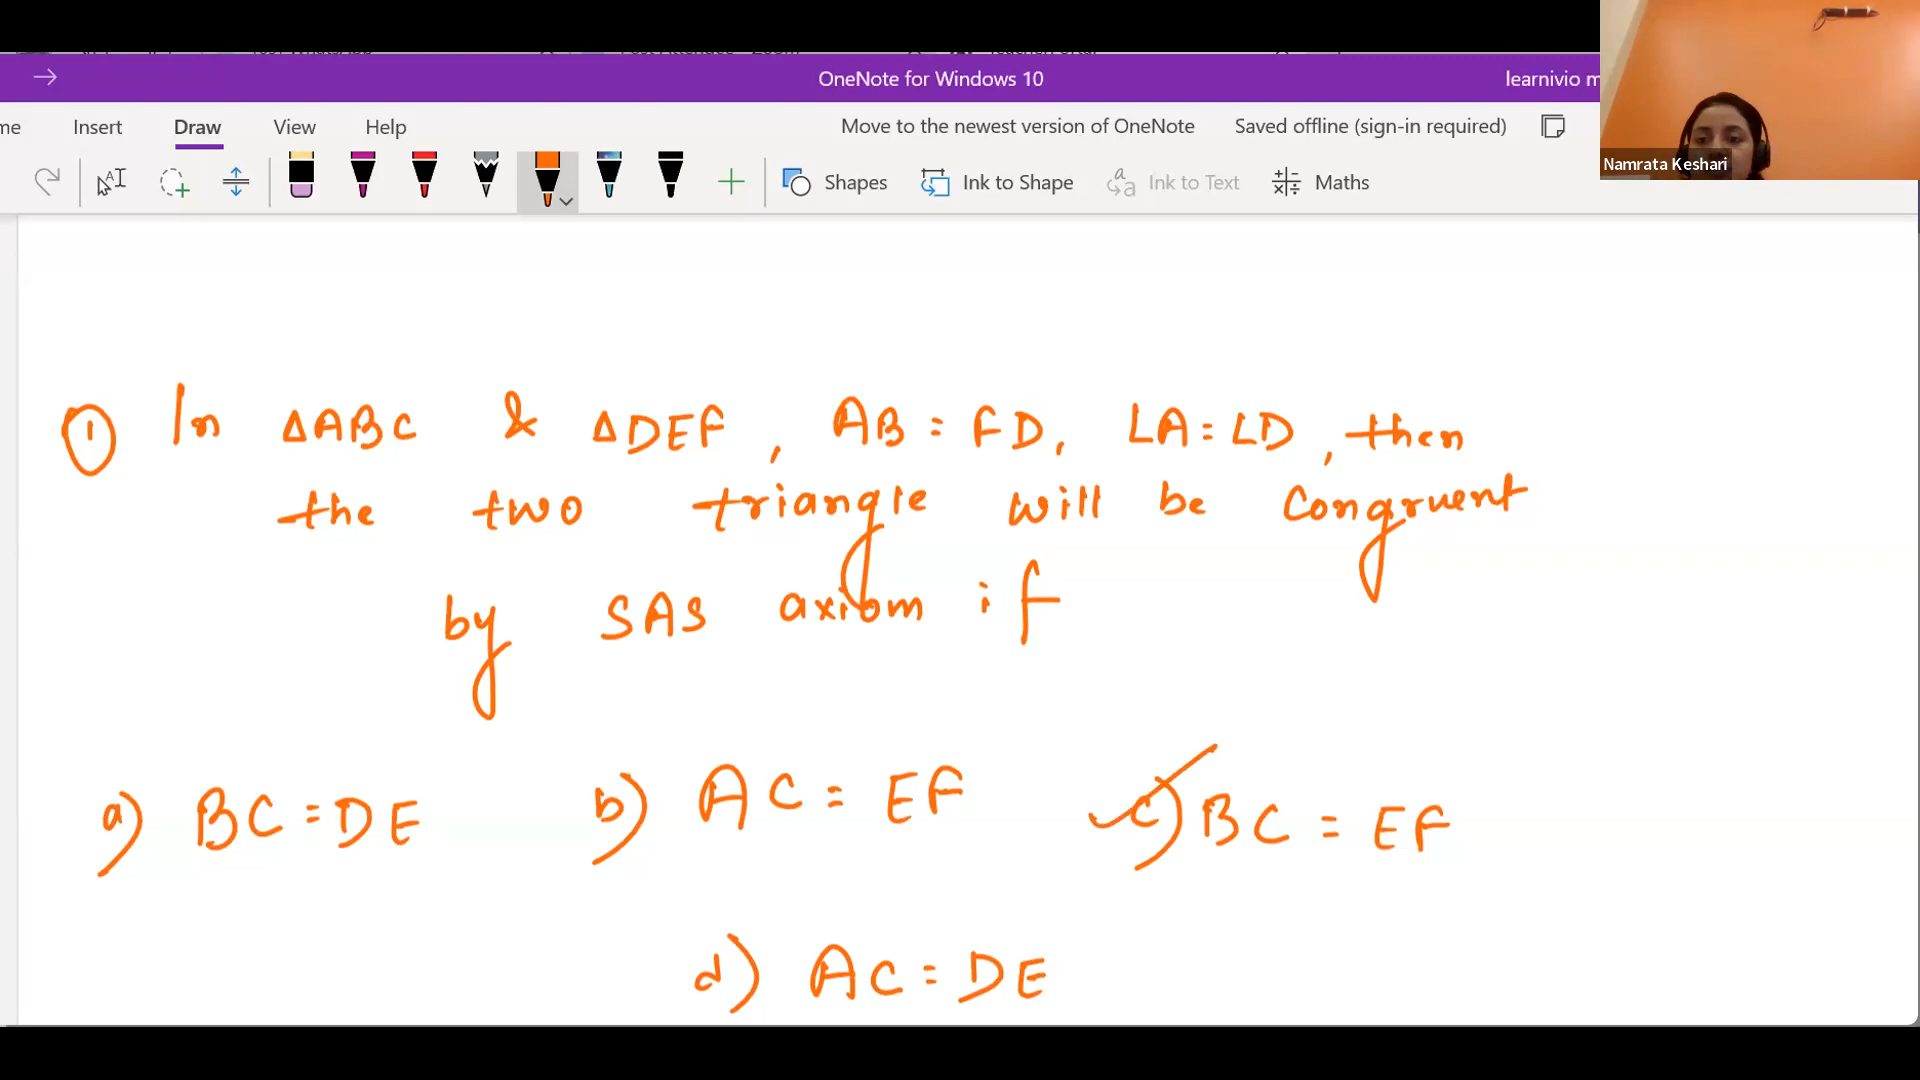 OneNote for Windows 10
learnivio m
me Insert Draw View Help
Move to the newest version of OneNote Saved offline (sign-in required)
Shapes Ink to Shape Ink to Text Maths
Namrata Keshari
① In △ABC & △DEF, AB = FD, ∠A = ∠D, then
the two triangle will be congruent
by SAS axiom if
a) BC = DE b) AC = EF ✓c) BC = EF
d) AC = DE